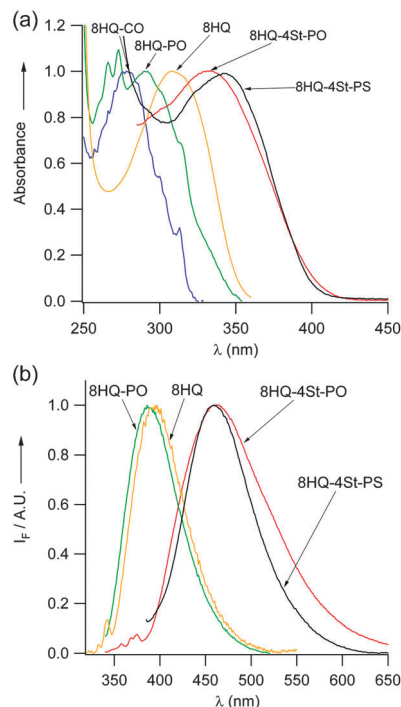 (a)
8HQ-CO
8HQ-PO
8HQ
8HQ-4St-PO
8HQ-4St-PS
1.2
1.0
0.8
0.6
0.4
0.2
0.0
Absorbance
250 300 350 400 450
λ (nm)
(b)
8HQ-PO
8HQ
8HQ-4St-PO
8HQ-4St-PS
1.0
0.8
0.6
0.4
0.2
0.0
IF / A.U.
350 400 450 500 550 600 650
λ (nm)